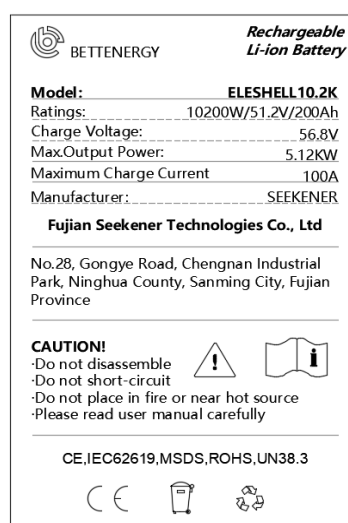 BETTENERGY
Rechargeable
Li-ion Battery
Model: ELESHELL10.2K
Ratings: 10200W/51.2V/200Ah
Charge Voltage: 56.8V
Max.Output Power: 5.12KW
Maximum Charge Current 100A
Manufacturer: SEEKENER
Fujian Seekener Technologies Co., Ltd
No.28, Gongye Road, Chengnan Industrial
Park, Ninghua County, Sanming City, Fujian
Province
CAUTION!
·Do not disassemble
·Do not short-circuit
·Do not place in fire or near hot source
·Please read user manual carefully
CE,IEC62619,MSDS,ROHS,UN38.3
CE